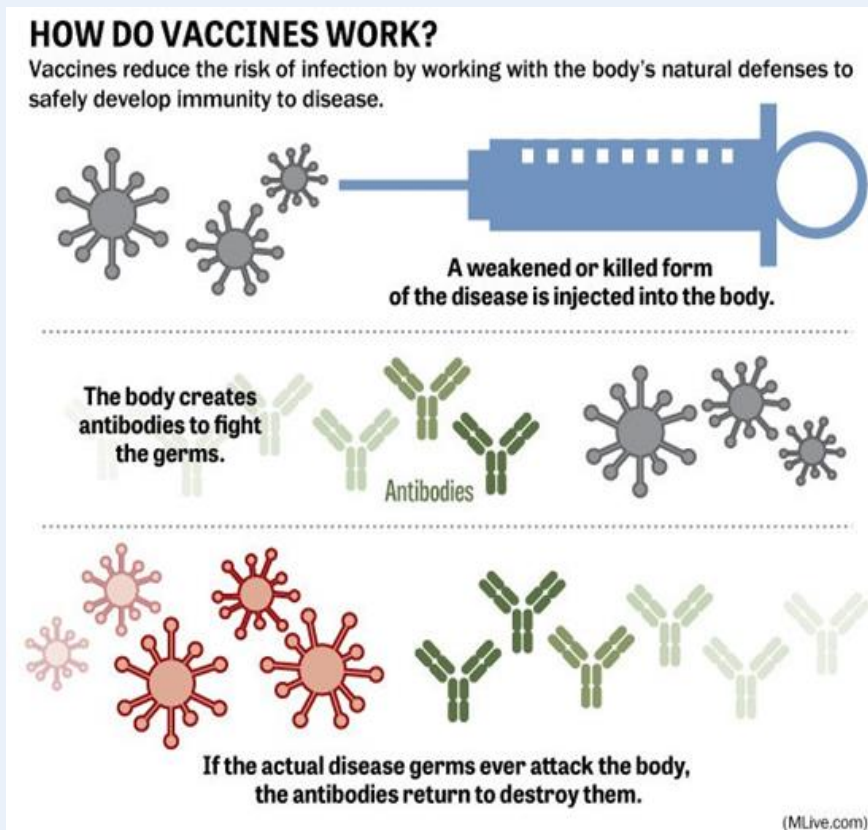 HOW DO VACCINES WORK?
Vaccines reduce the risk of infection by working with the body's natural defenses to
safely develop immunity to disease.
A weakened or killed form
of the disease is injected into the body.
The body creates
antibodies to fight
the germs.
Antibodies
If the actual disease germs ever attack the body,
the antibodies return to destroy them.
(MLive.com)